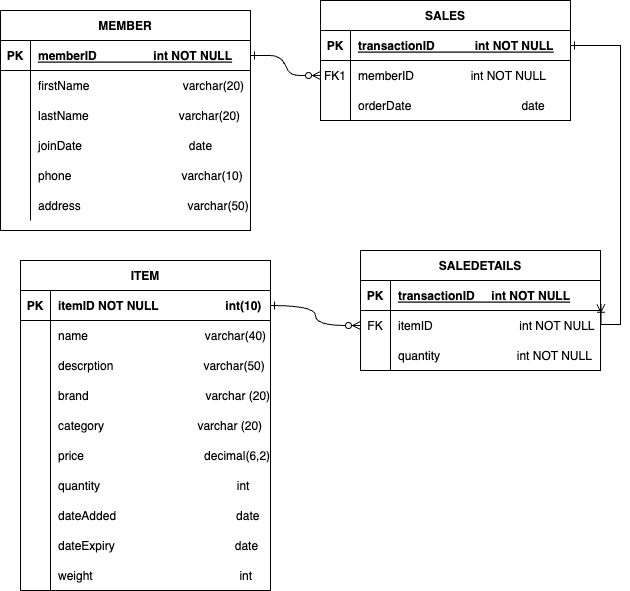 MEMBER
PK memberID int NOT NULL
firstName varchar(20)
lastName varchar(20)
joinDate date
phone varchar(10)
address varchar(50)
SALES
PK transactionID int NOT NULL
FK1 memberID int NOT NULL
orderDate date
ITEM
PK itemID NOT NULL int(10)
name varchar(40)
descrption varchar(50)
brand varchar (20)
category varchar (20)
price decimal(6,2)
quantity int
dateAdded date
dateExpiry date
weight int
SALEDETAILS
PK transactionID int NOT NULL
FK itemID int NOT NULL
quantity int NOT NULL